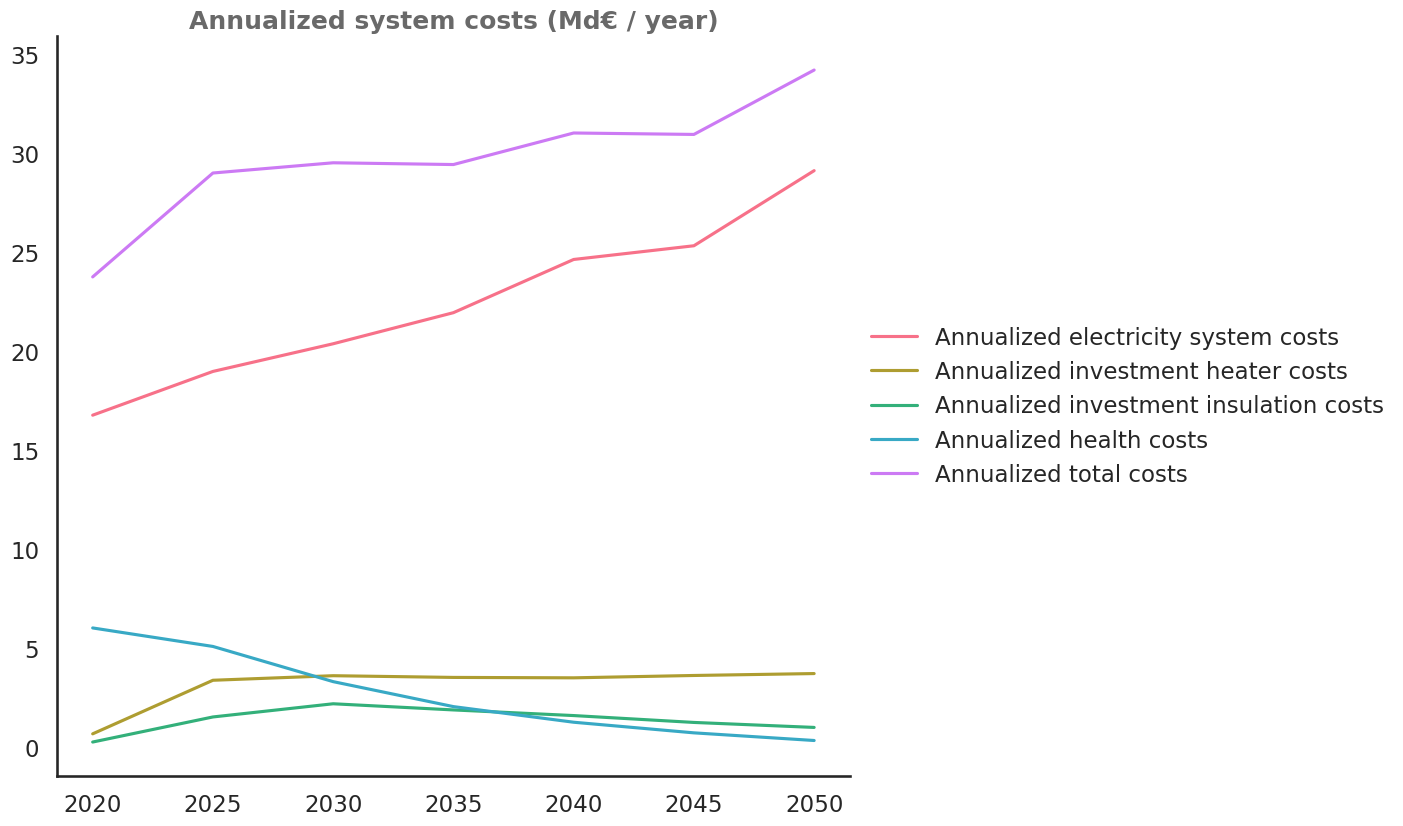 Annualized system costs (Md€ / year)
35
30
25
20
15
10
5
0
2020 2025 2030 2035 2040 2045 2050
Annualized electricity system costs
Annualized investment heater costs
Annualized investment insulation costs
Annualized health costs
Annualized total costs